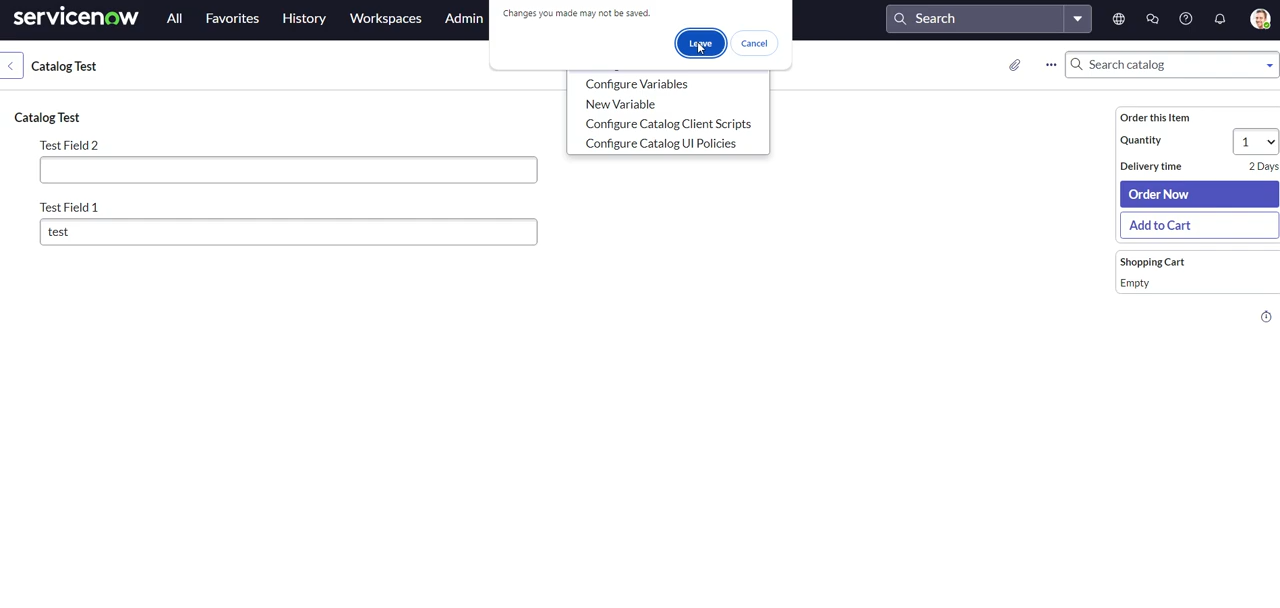 servicenow
All
Favorites
History
Workspaces
Admin
Changes you made may not be saved.
Leave
Cancel
Search
Catalog Test
Search catalog
Configure Variables
New Variable
Configure Catalog Client Scripts
Configure Catalog UI Policies
Catalog Test
Test Field 2
Test Field 1
test
Order this Item
Quantity
1
Delivery time
2 Days
Order Now
Add to Cart
Shopping Cart
Empty